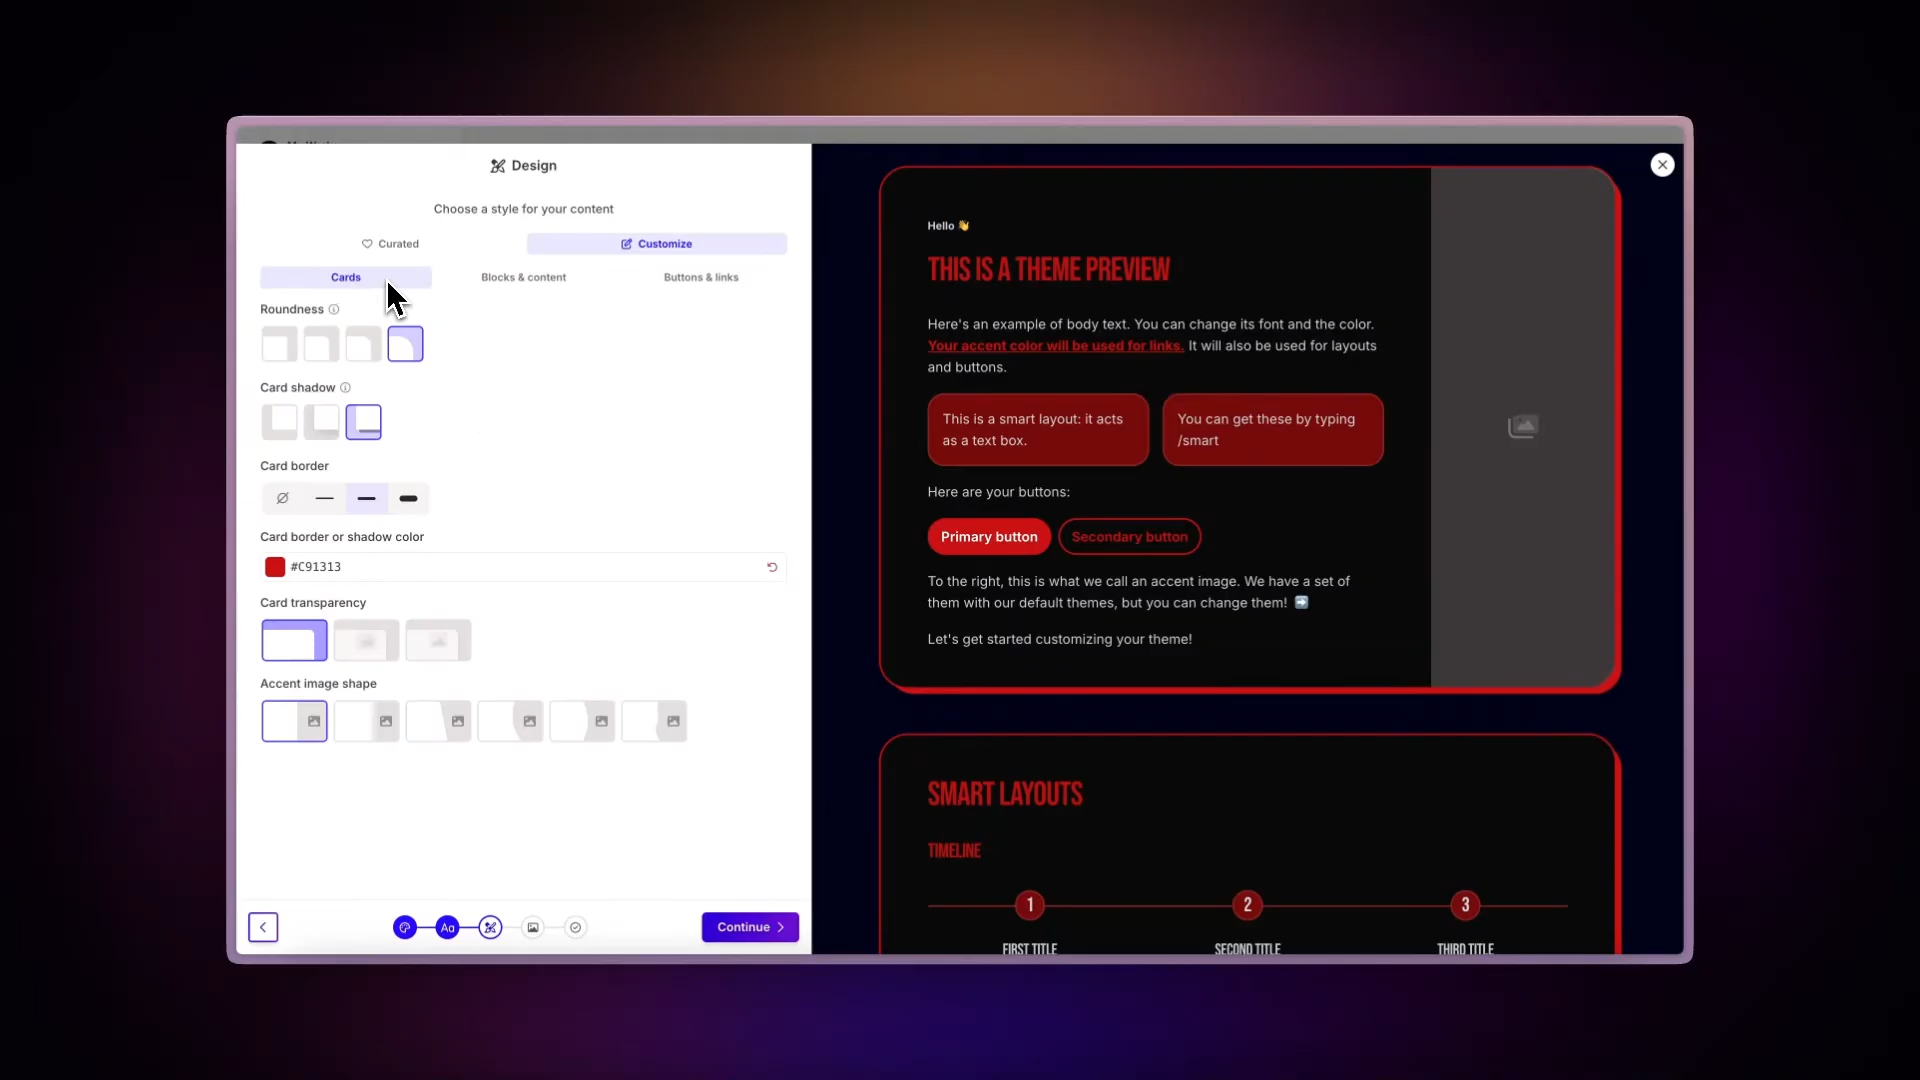 Design
Choose a style for your content
Curated
Customize
Cards
Blocks & content
Buttons & links
Roundness
Card shadow
Card border
Card border or shadow color
#C91313
Card transparency
Accent image shape
Aa
Continue
Hello 👋
THIS IS A THEME PREVIEW
Here's an example of body text. You can change its font and the color.
Your accent color will be used for links. It will also be used for layouts
and buttons.
This is a smart layout: it acts
as a text box.
You can get these by typing
/smart
Here are your buttons:
Primary button
Secondary button
To the right, this is what we call an accent image. We have a set of
them with our default themes, but you can change them! ➡️
Let's get started customizing your theme!
SMART LAYOUTS
TIMELINE
1
2
3
FIRST TITLE
SECOND TITLE
THIRD TITLE